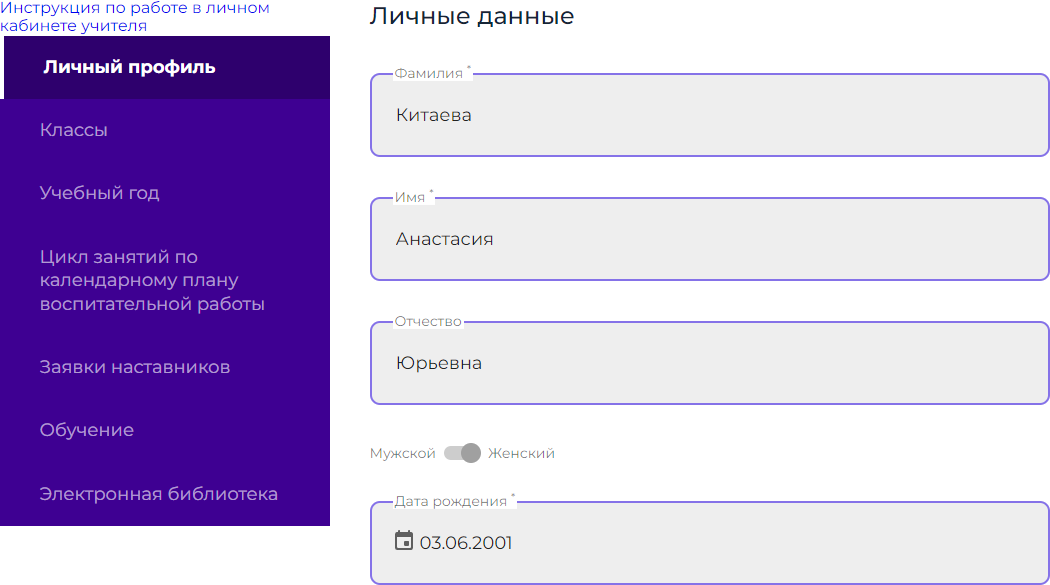 Инструкция по работе в личном
кабинете учителя
Личный профиль
Классы
Учебный год
Цикл занятий по
календарному плану
воспитательной работы
Заявки наставников
Обучение
Электронная библиотека
Личные данные
Фамилия *
Китаева
Имя *
Анастасия
Отчество
Юрьевна
Мужской Женский
Дата рождения *
03.06.2001